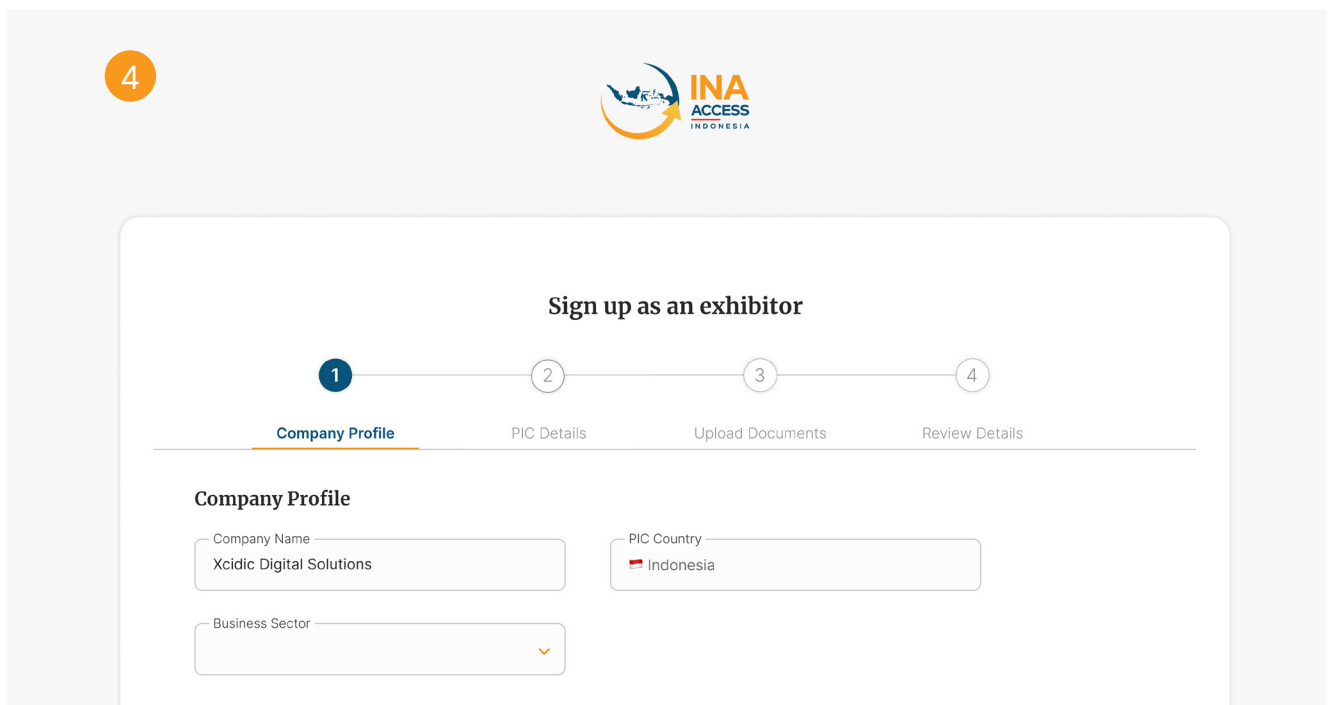 4
INA
ACCESS
INDONESIA
Sign up as an exhibitor
1 2 3 4
Company Profile PIC Details Upload Documents Review Details
Company Profile
Company Name PIC Country
Xcidic Digital Solutions Indonesia
Business Sector